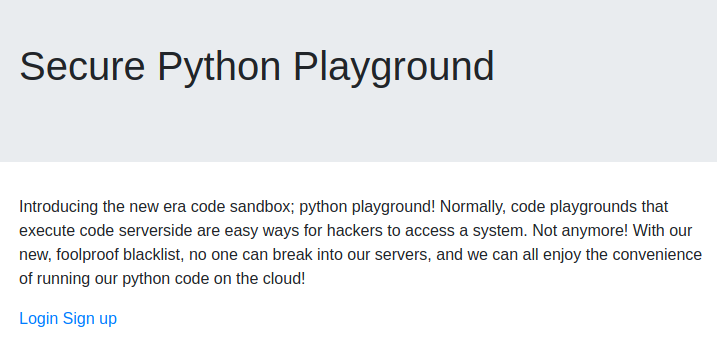 Secure Python Playground
Introducing the new era code sandbox; python playground! Normally, code playgrounds that
execute code serverside are easy ways for hackers to access a system. Not anymore! With our
new, foolproof blacklist, no one can break into our servers, and we can all enjoy the convenience
of running our python code on the cloud!
Login Sign up